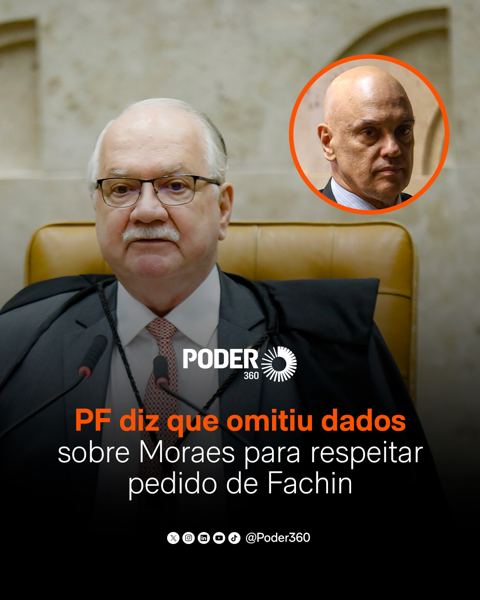 PODER
360
PF diz que omitiu dados
sobre Moraes para respeitar
pedido de Fachin
@Poder360